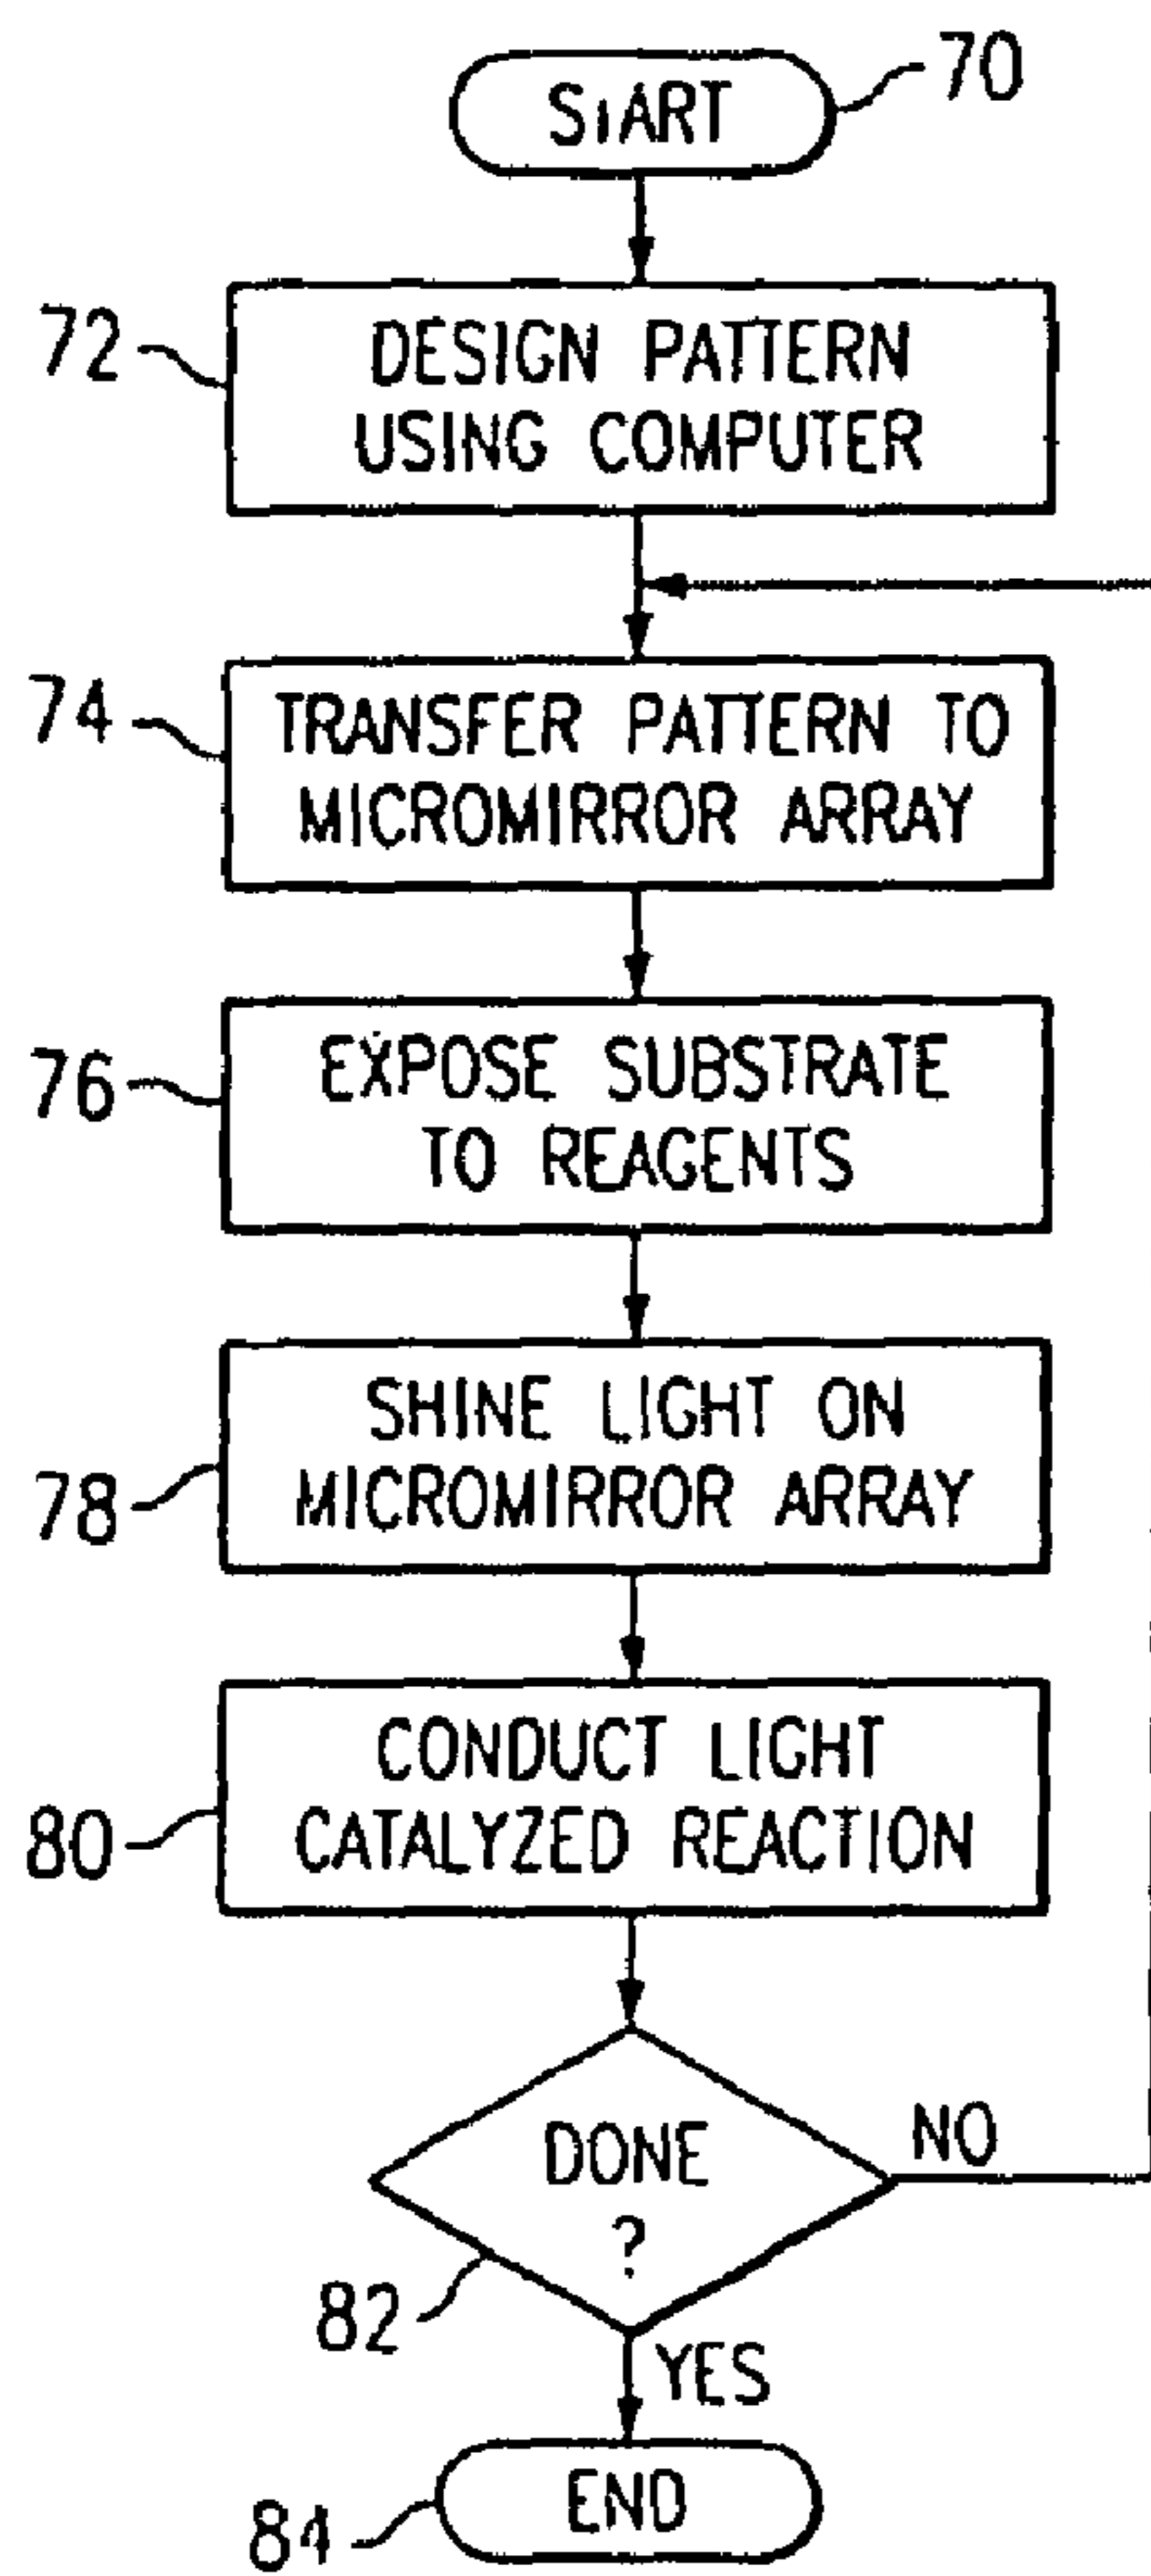 START
70
72
DESIGN PATTERN
USING COMPUTER
74
TRANSFER PATTERN TO
MICROMIRROR ARRAY
76
EXPOSE SUBSTRATE
TO REAGENTS
78
SHINE LIGHT ON
MICROMIRROR ARRAY
80
CONDUCT LIGHT
CATALYZED REACTION
DONE
?
NO
82
YES
END
84